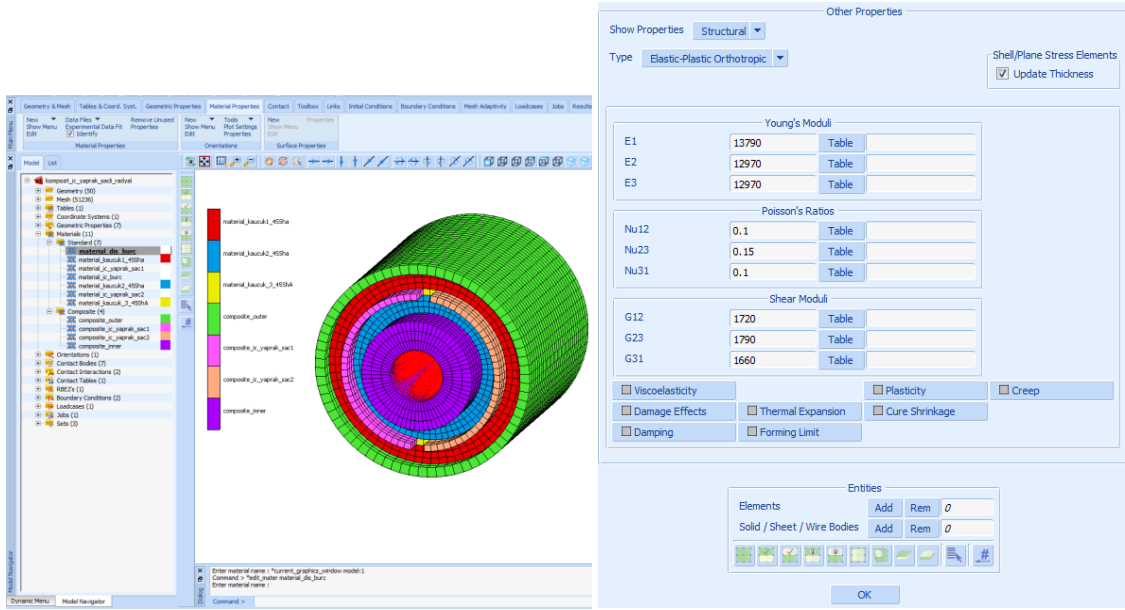 Geometry & Mesh Tables & Coord. Syst. Geometric Properties Material Properties Contact Toolbox Links Initial Conditions Boundary Conditions Mesh Adaptivity Loadcases Jobs Results
New Data Files Remove Unused New Tools New Properties
Show Menu Experimental Data Fit Properties Show Menu Plot Settings Show Menu
Edit Identify Edit Properties Edit
Material Properties Orientations Surface Properties
Main Menu
Model List
kompozit_ic_yaprak_sacli_radyal
Geometry (50)
Mesh (51236)
Tables (1)
Coordinate Systems (1)
Geometric Properties (7)
Materials (11)
Standard (7)
material_dis_burc
material_kaucuk1_45Sha
material_ic_yaprak_sac1
material_ic_burc
material_kaucuk2_45Sha
material_ic_yaprak_sac2
material_kaucuk_3_45ShA
Composite (4)
composite_outer
composite_ic_yaprak_sac1
composite_ic_yaprak_sac2
composite_inner
Orientations (1)
Contact Bodies (7)
Contact Interactions (2)
Contact Tables (1)
RBE2's (1)
Boundary Conditions (2)
Loadcases (1)
Jobs (1)
Sets (3)
Model Navigator
Dynamic Menu Model Navigator
material_kaucuk1_45Sha
material_kaucuk2_45Sha
material_kaucuk_3_45ShA
composite_outer
composite_ic_yaprak_sac1
composite_ic_yaprak_sac2
composite_inner
Dialog
Enter material name : *current_graphics_window model:1
Command > *edit_mater material_dis_burc
Enter material name :
Command >
Other Properties
Show Properties Structural
Type Elastic-Plastic Orthotropic
Shell/Plane Stress Elements
Update Thickness
Young's Moduli
E1 13790 Table
E2 12970 Table
E3 12970 Table
Poisson's Ratios
Nu12 0.1 Table
Nu23 0.15 Table
Nu31 0.1 Table
Shear Moduli
G12 1720 Table
G23 1790 Table
G31 1660 Table
Viscoelasticity Plasticity Creep
Damage Effects Thermal Expansion Cure Shrinkage
Damping Forming Limit
Entities
Elements Add Rem 0
Solid / Sheet / Wire Bodies Add Rem 0
OK